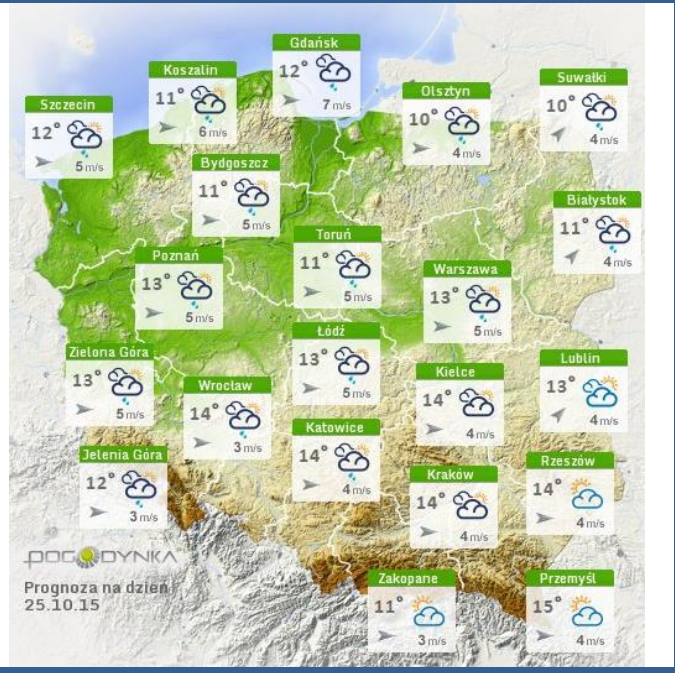 Gdańsk
12°
7 m/s
Koszalin
11°
6 m/s
Suwałki
10°
4 m/s
Olsztyn
10°
4 m/s
Szczecin
12°
5 m/s
Bydgoszcz
11°
5 m/s
Białystok
11°
4 m/s
Toruń
11°
5 m/s
Poznań
13°
5 m/s
Warszawa
13°
5 m/s
Łódź
13°
5 m/s
Zielona Góra
13°
5 m/s
Lublin
13°
4 m/s
Kielce
14°
4 m/s
Wrocław
14°
3 m/s
Katowice
14°
4 m/s
Jelenia Góra
12°
3 m/s
Rzeszów
14°
4 m/s
Kraków
14°
4 m/s
POGODYNKA
Prognoza na dzień
25.10.15
Zakopane
11°
3 m/s
Przemyśl
15°
4 m/s